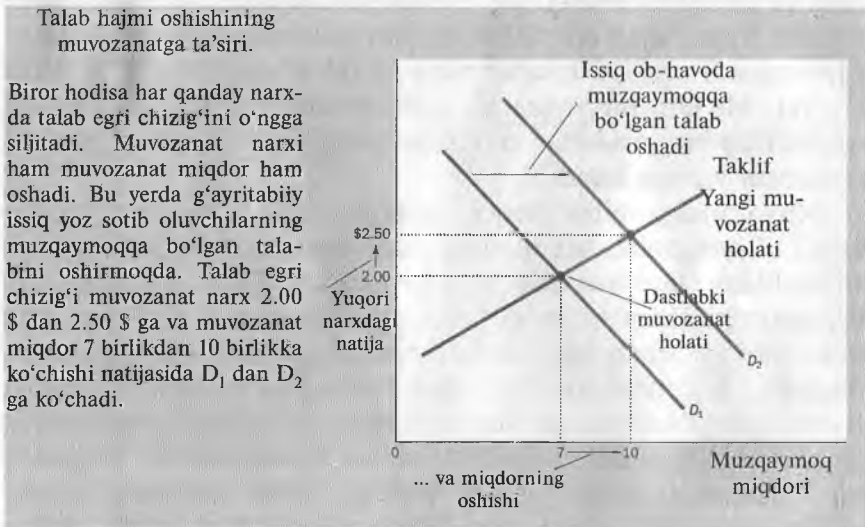 Talab hajmi oshishining
muvozanatga ta'siri.
Biror hodisa har qanday narx-
da talab egri chizig‘ini o‘ngga
siljitadi. Muvozanat narxi
ham muvozanat miqdor ham
oshadi. Bu yerda g‘ayritabiiy
issiq yoz sotib oluvchilarning
muzqaymoqqa bo‘lgan tala-
bini oshirmoqda. Talab egri
chizig‘i muvozanat narx 2.00
$ dan 2.50 $ ga va muvozanat
miqdor 7 birlikdan 10 birlikka
ko‘chishi natijasida D₁ dan D₂
ga ko‘chadi.
Issiq ob-havoda
muzqaymoqqa
bo‘lgan talab
oshadi
Taklif
Yangi mu-
vozanat
holati
$2.50
2.00
Yuqori
narxdagi
natija
Dastlabki
muvozanat
holati
D₂
D₁
0
7
10
Muzqaymoq
miqdori
... va miqdorning
oshishi